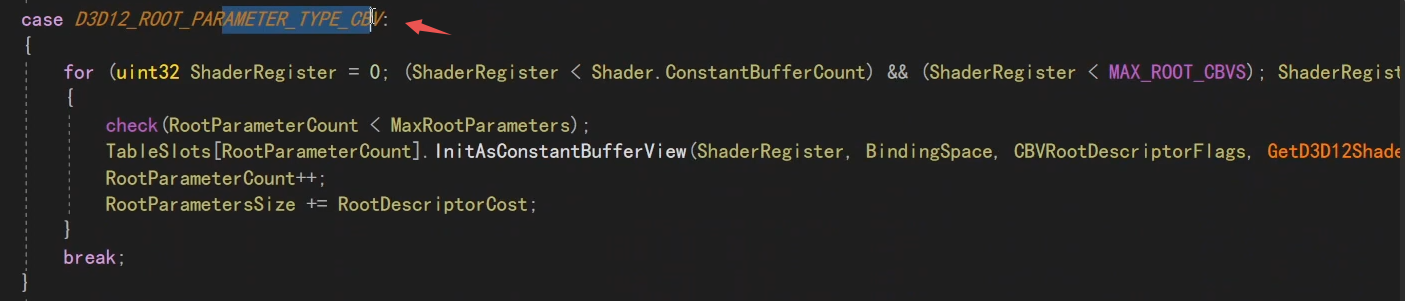 case D3D12_ROOT_PARAMETER_TYPE_CBV:
{
for (uint32 ShaderRegister = 0; (ShaderRegister < Shader.ConstantBufferCount) && (ShaderRegister < MAX_ROOT_CBVS); ShaderRegist
{
check(RootParameterCount < MaxRootParameters);
TableSlots[RootParameterCount].InitAsConstantBufferView(ShaderRegister, BindingSpace, CBVRootDescriptorFlags, GetD3D12Shade
RootParameterCount++;
RootParametersSize += RootDescriptorCost;
}
break;
}